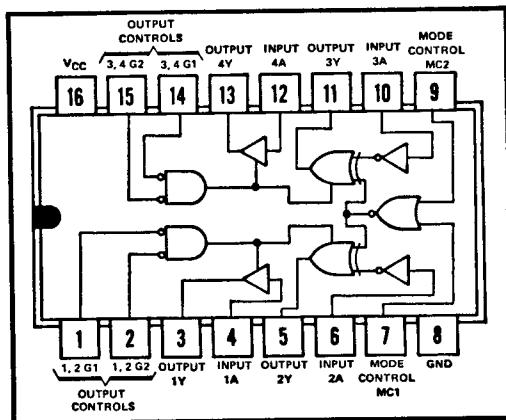 OUTPUT CONTROLS
OUTPUT 4Y
INPUT 4A
OUTPUT 3Y
INPUT 3A
MODE CONTROL MC2
VCC
3, 4 G2
3, 4 G1
16
15
14
13
12
11
10
9
1
2
3
4
5
6
7
8
1, 2 G1
1, 2 G2
OUTPUT CONTROLS
OUTPUT 1Y
INPUT 1A
OUTPUT 2Y
INPUT 2A
MODE CONTROL MC1
GND